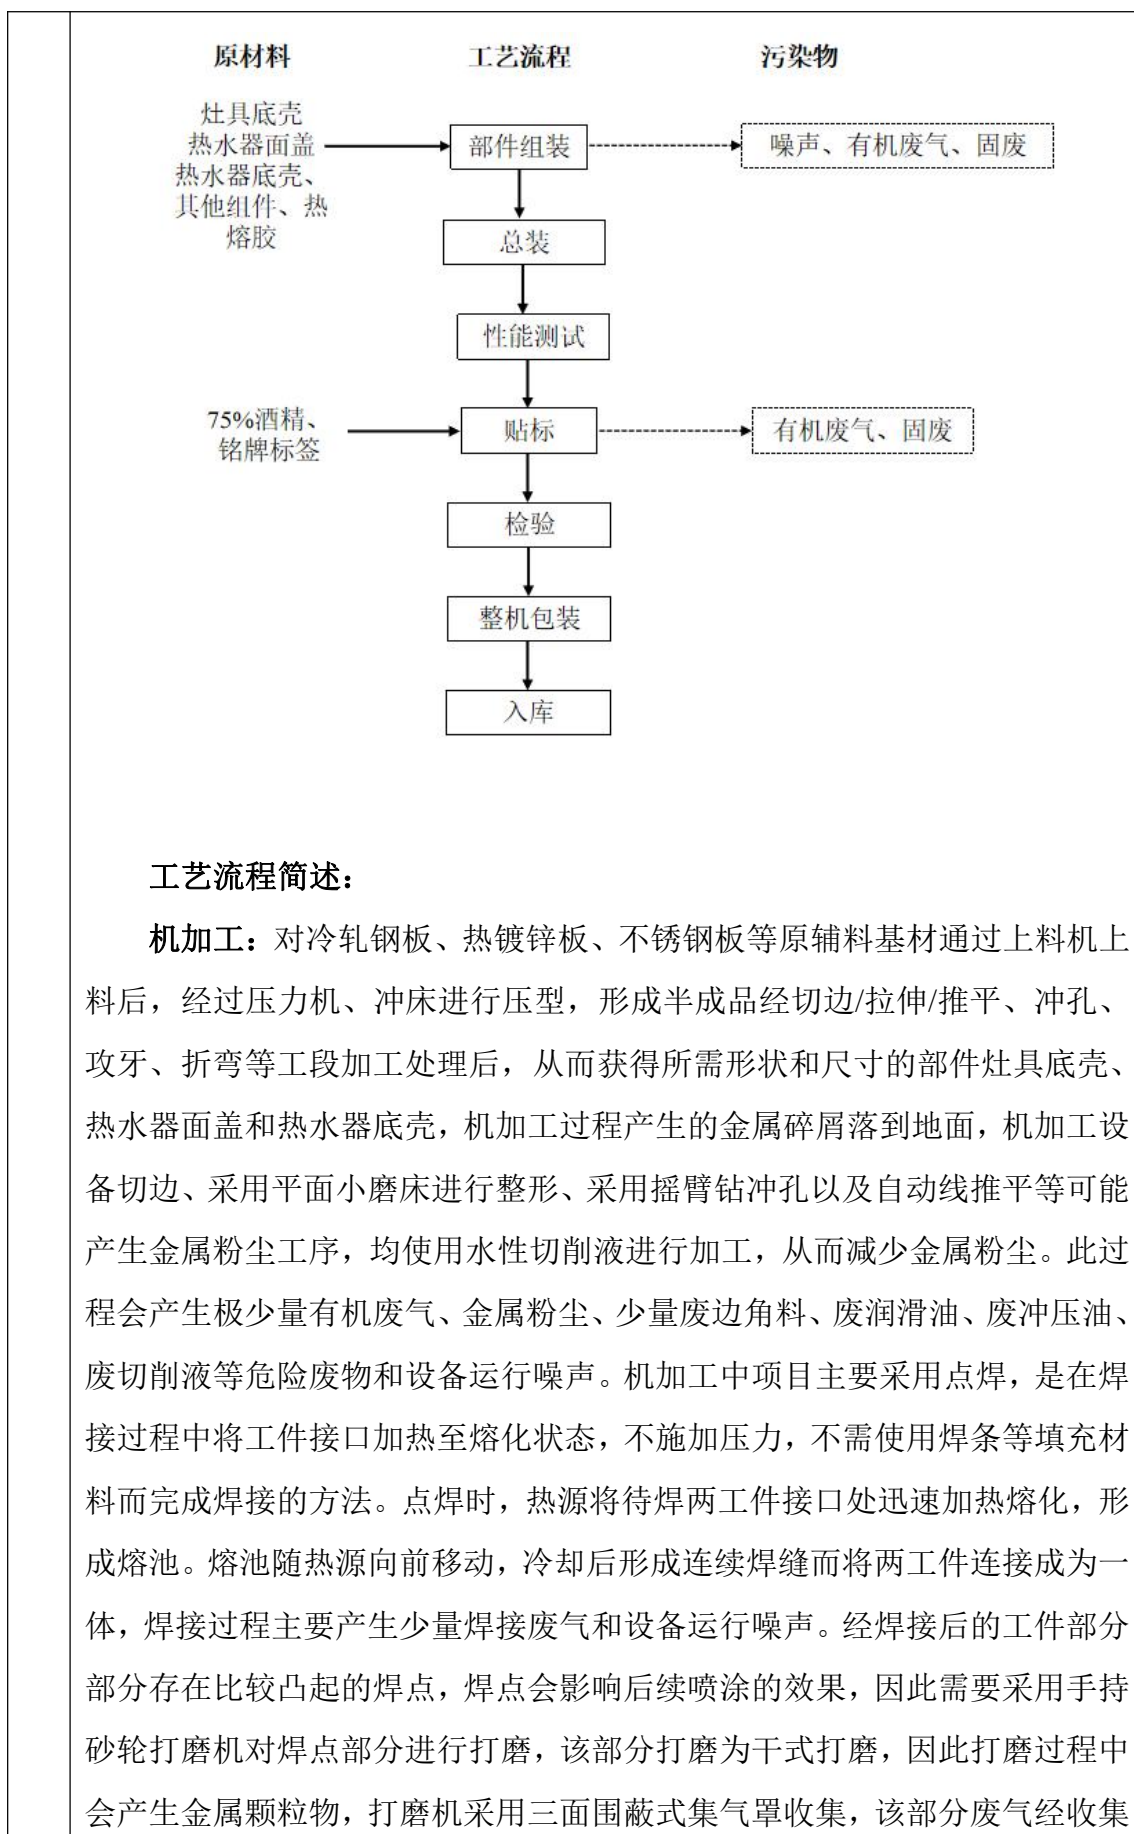 原材料
工艺流程
污染物
灶具底壳
热水器面盖
热水器底壳、
其他组件、热
熔胶
部件组装
噪声、有机废气、固废
总装
性能测试
75%酒精、
铭牌标签
贴标
有机废气、固废
检验
整机包装
入库
工艺流程简述：
机加工：对冷轧钢板、热镀锌板、不锈钢板等原辅料基材通过上料机上
料后，经过压力机、冲床进行压型，形成半成品经切边/拉伸/推平、冲孔、
攻牙、折弯等工段加工处理后，从而获得所需形状和尺寸的部件灶具底壳、
热水器面盖和热水器底壳，机加工过程产生的金属碎屑落到地面，机加工设
备切边、采用平面小磨床进行整形、采用摇臂钻冲孔以及自动线推平等可能
产生金属粉尘工序，均使用水性切削液进行加工，从而减少金属粉尘。此过
程会产生极少量有机废气、金属粉尘、少量废边角料、废润滑油、废冲压油、
废切削液等危险废物和设备运行噪声。机加工中项目主要采用点焊，是在焊
接过程中将工件接口加热至熔化状态，不施加压力，不需使用焊条等填充材
料而完成焊接的方法。点焊时，热源将待焊两工件接口处迅速加热熔化，形
成熔池。熔池随热源向前移动，冷却后形成连续焊缝而将两工件连接成为一
体，焊接过程主要产生少量焊接废气和设备运行噪声。经焊接后的工件部分
部分存在比较凸起的焊点，焊点会影响后续喷涂的效果，因此需要采用手持
砂轮打磨机对焊点部分进行打磨，该部分打磨为干式打磨，因此打磨过程中
会产生金属颗粒物，打磨机采用三面围蔽式集气罩收集，该部分废气经收集